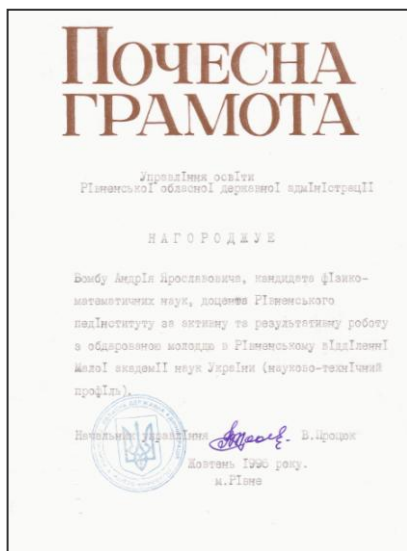 ПОЧЕСНА
ГРАМОТА
Управління освіти
Рівненської обласної державної адміністрації
НАГОРОДЖУЄ
Бомбу Андрія Ярославовича, кандидата фізико-
математичних наук, доцента Рівненського
педінституту за активну та результативну роботу
з обдарованою молоддю в Рівненському відділенні
Малої академії наук України (науково-технічний
профіль).
Начальник управління В.Процюк
Жовтень 1996 року.
м.Рівне